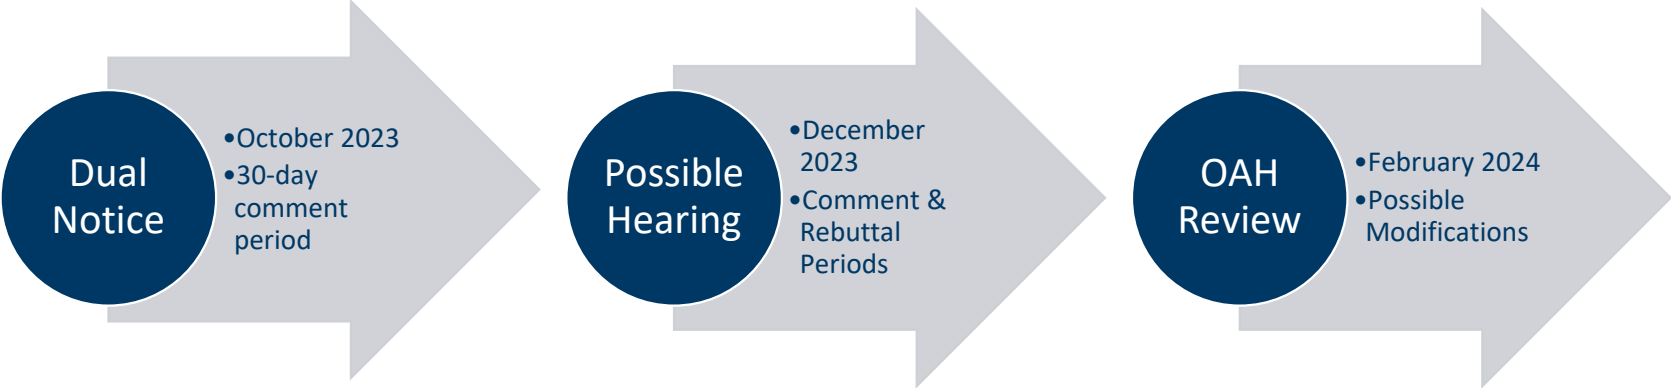 Dual
Notice
•October 2023
•30-day
comment
period
Possible
Hearing
•December
2023
•Comment &
Rebuttal
Periods
OAH
Review
•February 2024
•Possible
Modifications